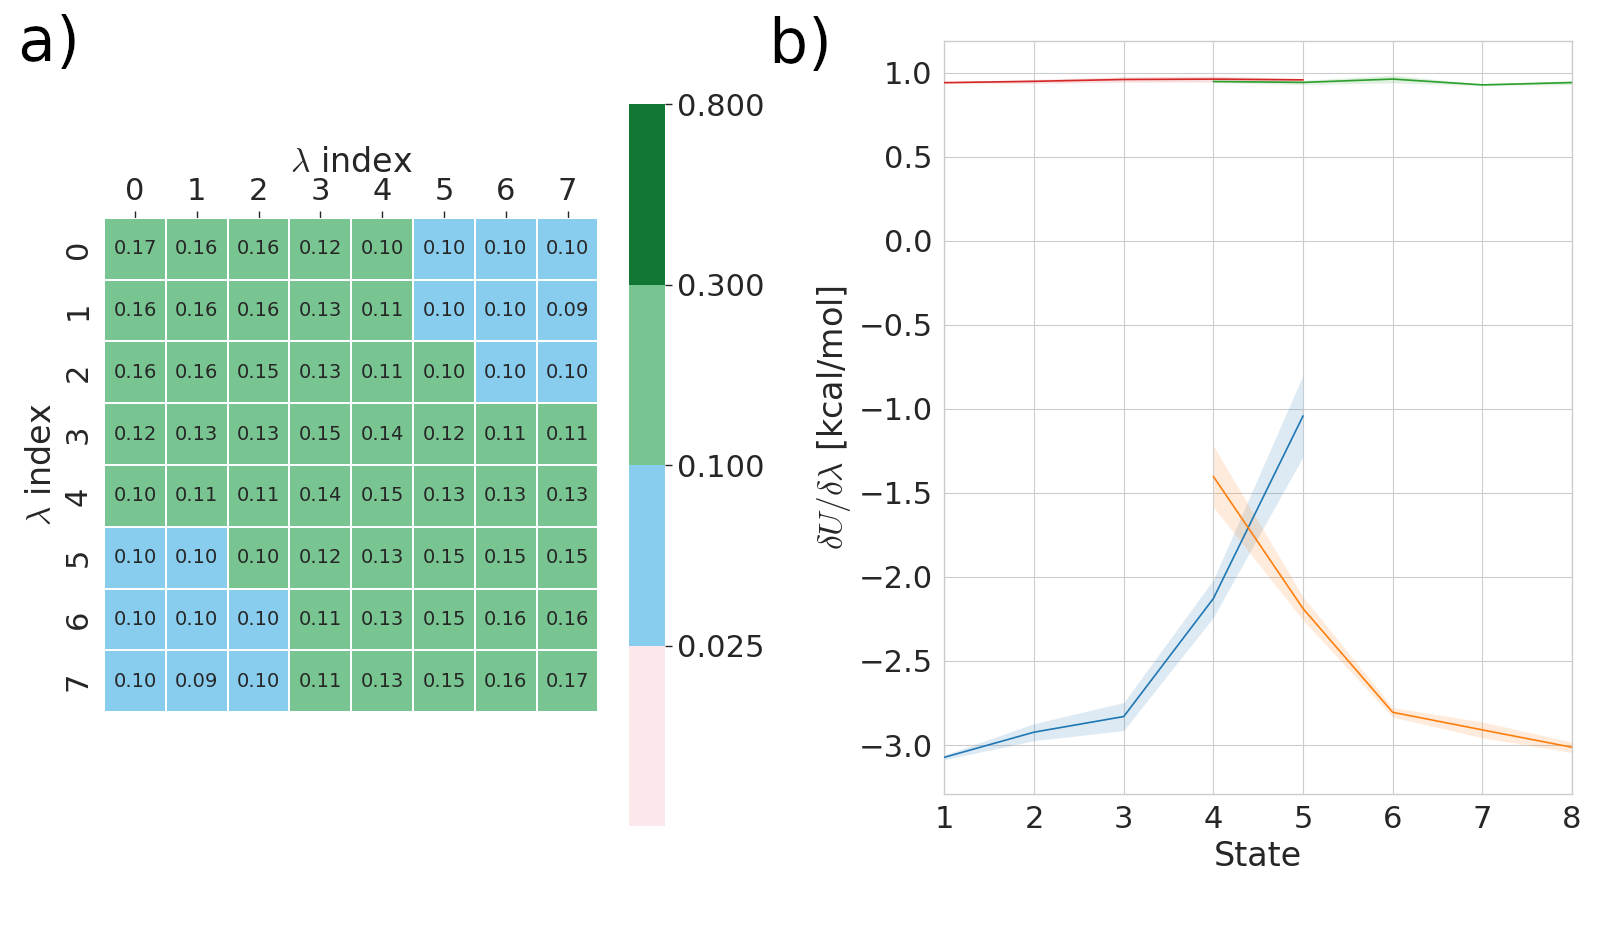 a)
λ index
0 1 2 3 4 5 6 7
λ index
0 0.17 0.16 0.16 0.12 0.10 0.10 0.10 0.10
1 0.16 0.16 0.16 0.13 0.11 0.10 0.10 0.09
2 0.16 0.16 0.15 0.13 0.11 0.10 0.10 0.10
3 0.12 0.13 0.13 0.15 0.14 0.12 0.11 0.11
4 0.10 0.11 0.11 0.14 0.15 0.13 0.13 0.13
5 0.10 0.10 0.10 0.12 0.13 0.15 0.15 0.15
6 0.10 0.10 0.10 0.11 0.13 0.15 0.16 0.16
7 0.10 0.09 0.10 0.11 0.13 0.15 0.16 0.17
0.800
0.300
0.100
0.025
b)
δU/δλ [kcal/mol]
1.0
0.5
0.0
−0.5
−1.0
−1.5
−2.0
−2.5
−3.0
1 2 3 4 5 6 7 8
State